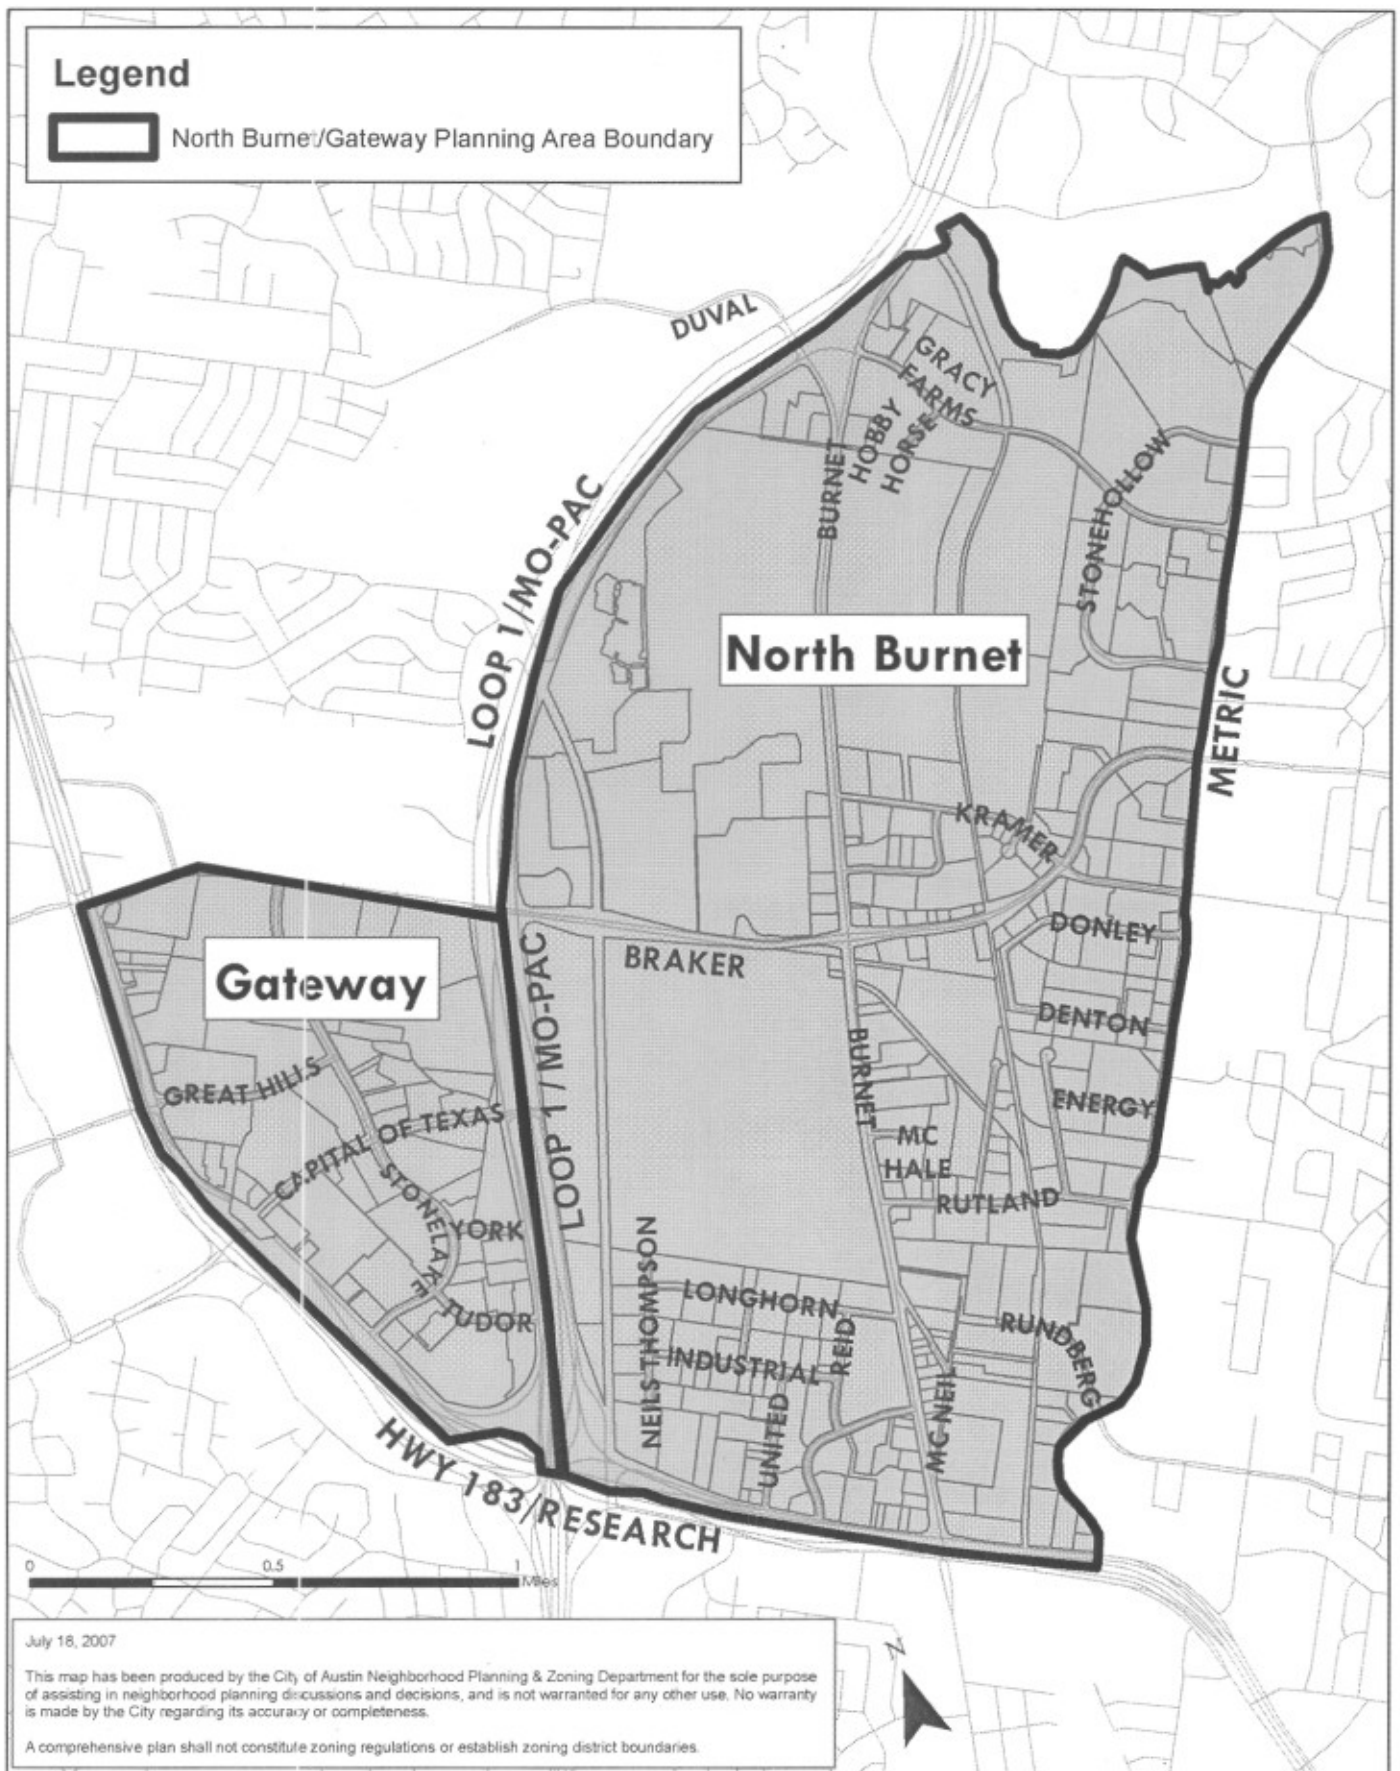 Legend
North Burnet/Gateway Planning Area Boundary
DUVAL
GRACY
FARMS
HOBBY
HORSE
BURNET
STONEHOLLOW
LOOP 1/MO-PAC
North Burnet
METRIC
KRAMER
DONLEY
BRAKER
Gateway
DENTON
LOOP 1 / MO-PAC
BURNET
GREAT HILLS
ENERGY
CAPITAL OF TEXAS
MC
HALE
STONELAKE
RUTLAND
YORK
NEILS THOMPSON
LONGHORN
TUDOR
REID
RUNDBERG
INDUSTRIAL
UNITED
MC NEIL
HWY 183/RESEARCH
0 0.5 1
Miles
N
July 18, 2007
This map has been produced by the City of Austin Neighborhood Planning & Zoning Department for the sole purpose
of assisting in neighborhood planning discussions and decisions, and is not warranted for any other use. No warranty
is made by the City regarding its accuracy or completeness.
A comprehensive plan shall not constitute zoning regulations or establish zoning district boundaries.